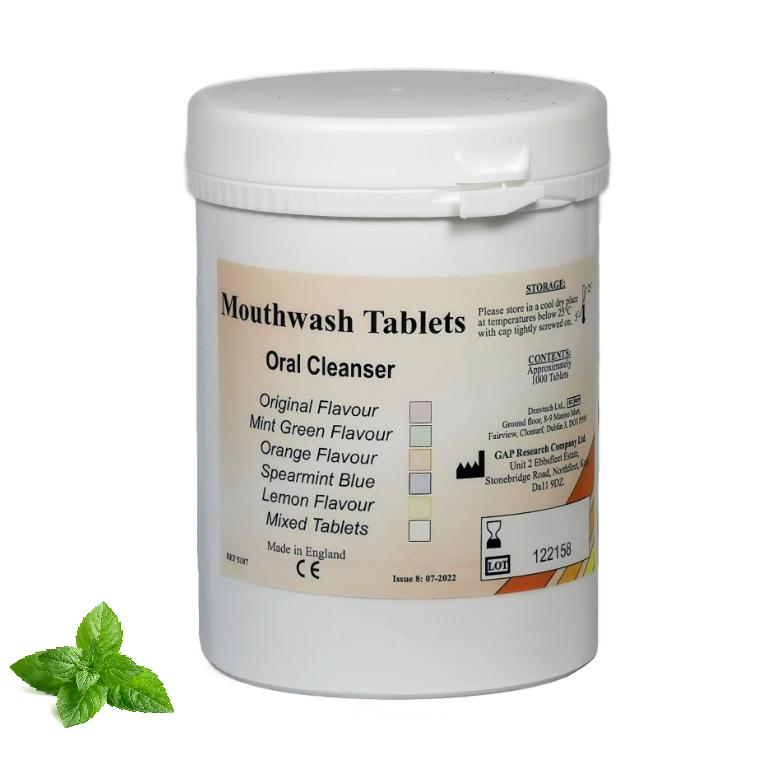 Mouthwash Tablets
Oral Cleanser
Original Flavour
Mint Green Flavour
Orange Flavour
Spearmint Blue
Lemon Flavour
Mixed Tablets
Made in England
CE
REF 5107
Issue 8: 07-2022
STORAGE:
Please store in a cool dry place
at temperatures below 25°C
with cap tightly screwed on.
5°
25°
CONTENTS:
Approximately
1000 Tablets
Denvtech Ltd.,
Ground floor, 8-9 Marino Mart,
Fairview, Clontarf, Dublin 3,
GAP Research Company Ltd.
Unit 2 Ebbsfleet Estate,
Stonebridge Road, Northfleet,
Da11 9DZ.
LOT
122158